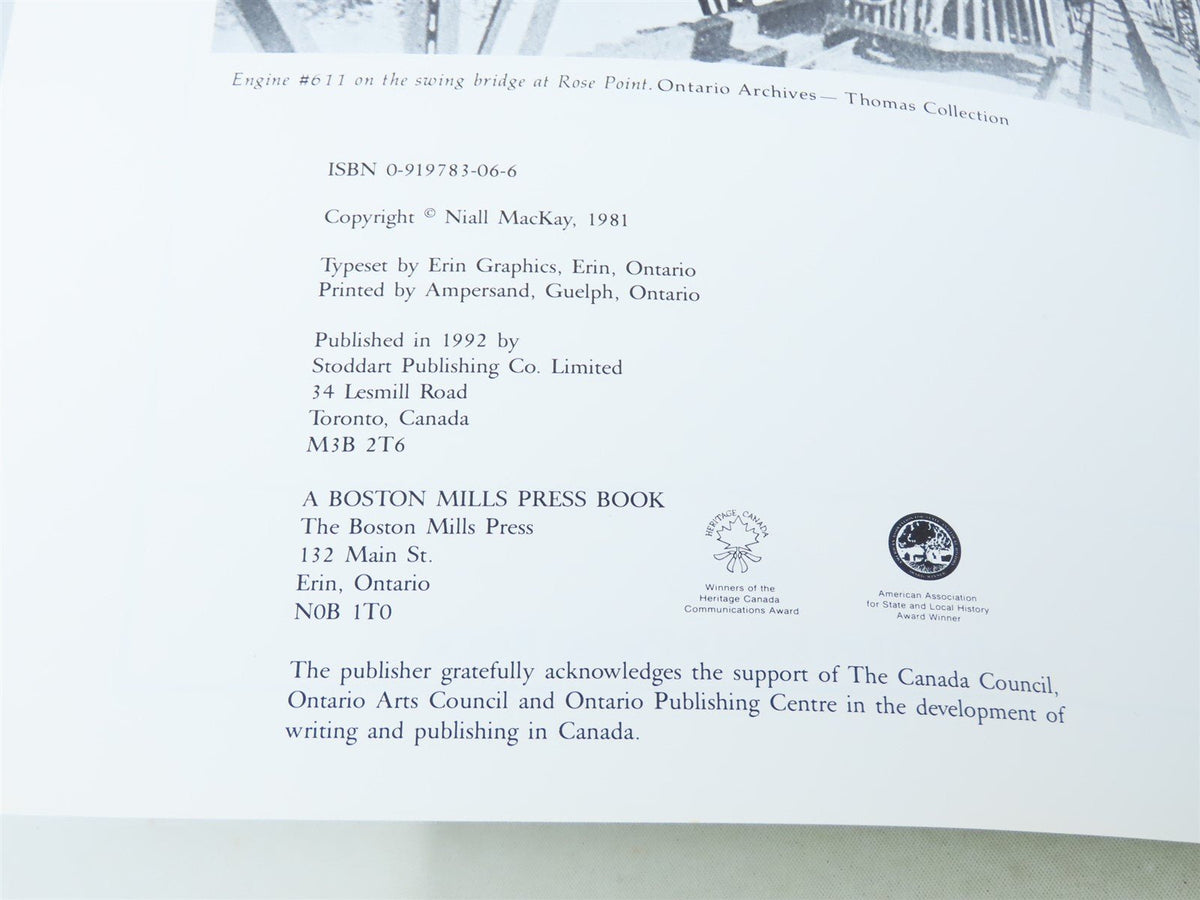 Engine #611 on the swing bridge at Rose Point. Ontario Archives — Thomas Collection
ISBN 0-919783-06-6
Copyright © Niall MacKay, 1981
Typeset by Erin Graphics, Erin, Ontario
Printed by Ampersand, Guelph, Ontario
Published in 1992 by
Stoddart Publishing Co. Limited
34 Lesmill Road
Toronto, Canada
M3B 2T6
A BOSTON MILLS PRESS BOOK
The Boston Mills Press
132 Main St.
Erin, Ontario
N0B 1T0
HERITAGE CANADA
Winners of the
Heritage Canada
Communications Award
American Association
for State and Local History
Award Winner
The publisher gratefully acknowledges the support of The Canada Council,
Ontario Arts Council and Ontario Publishing Centre in the development of
writing and publishing in Canada.